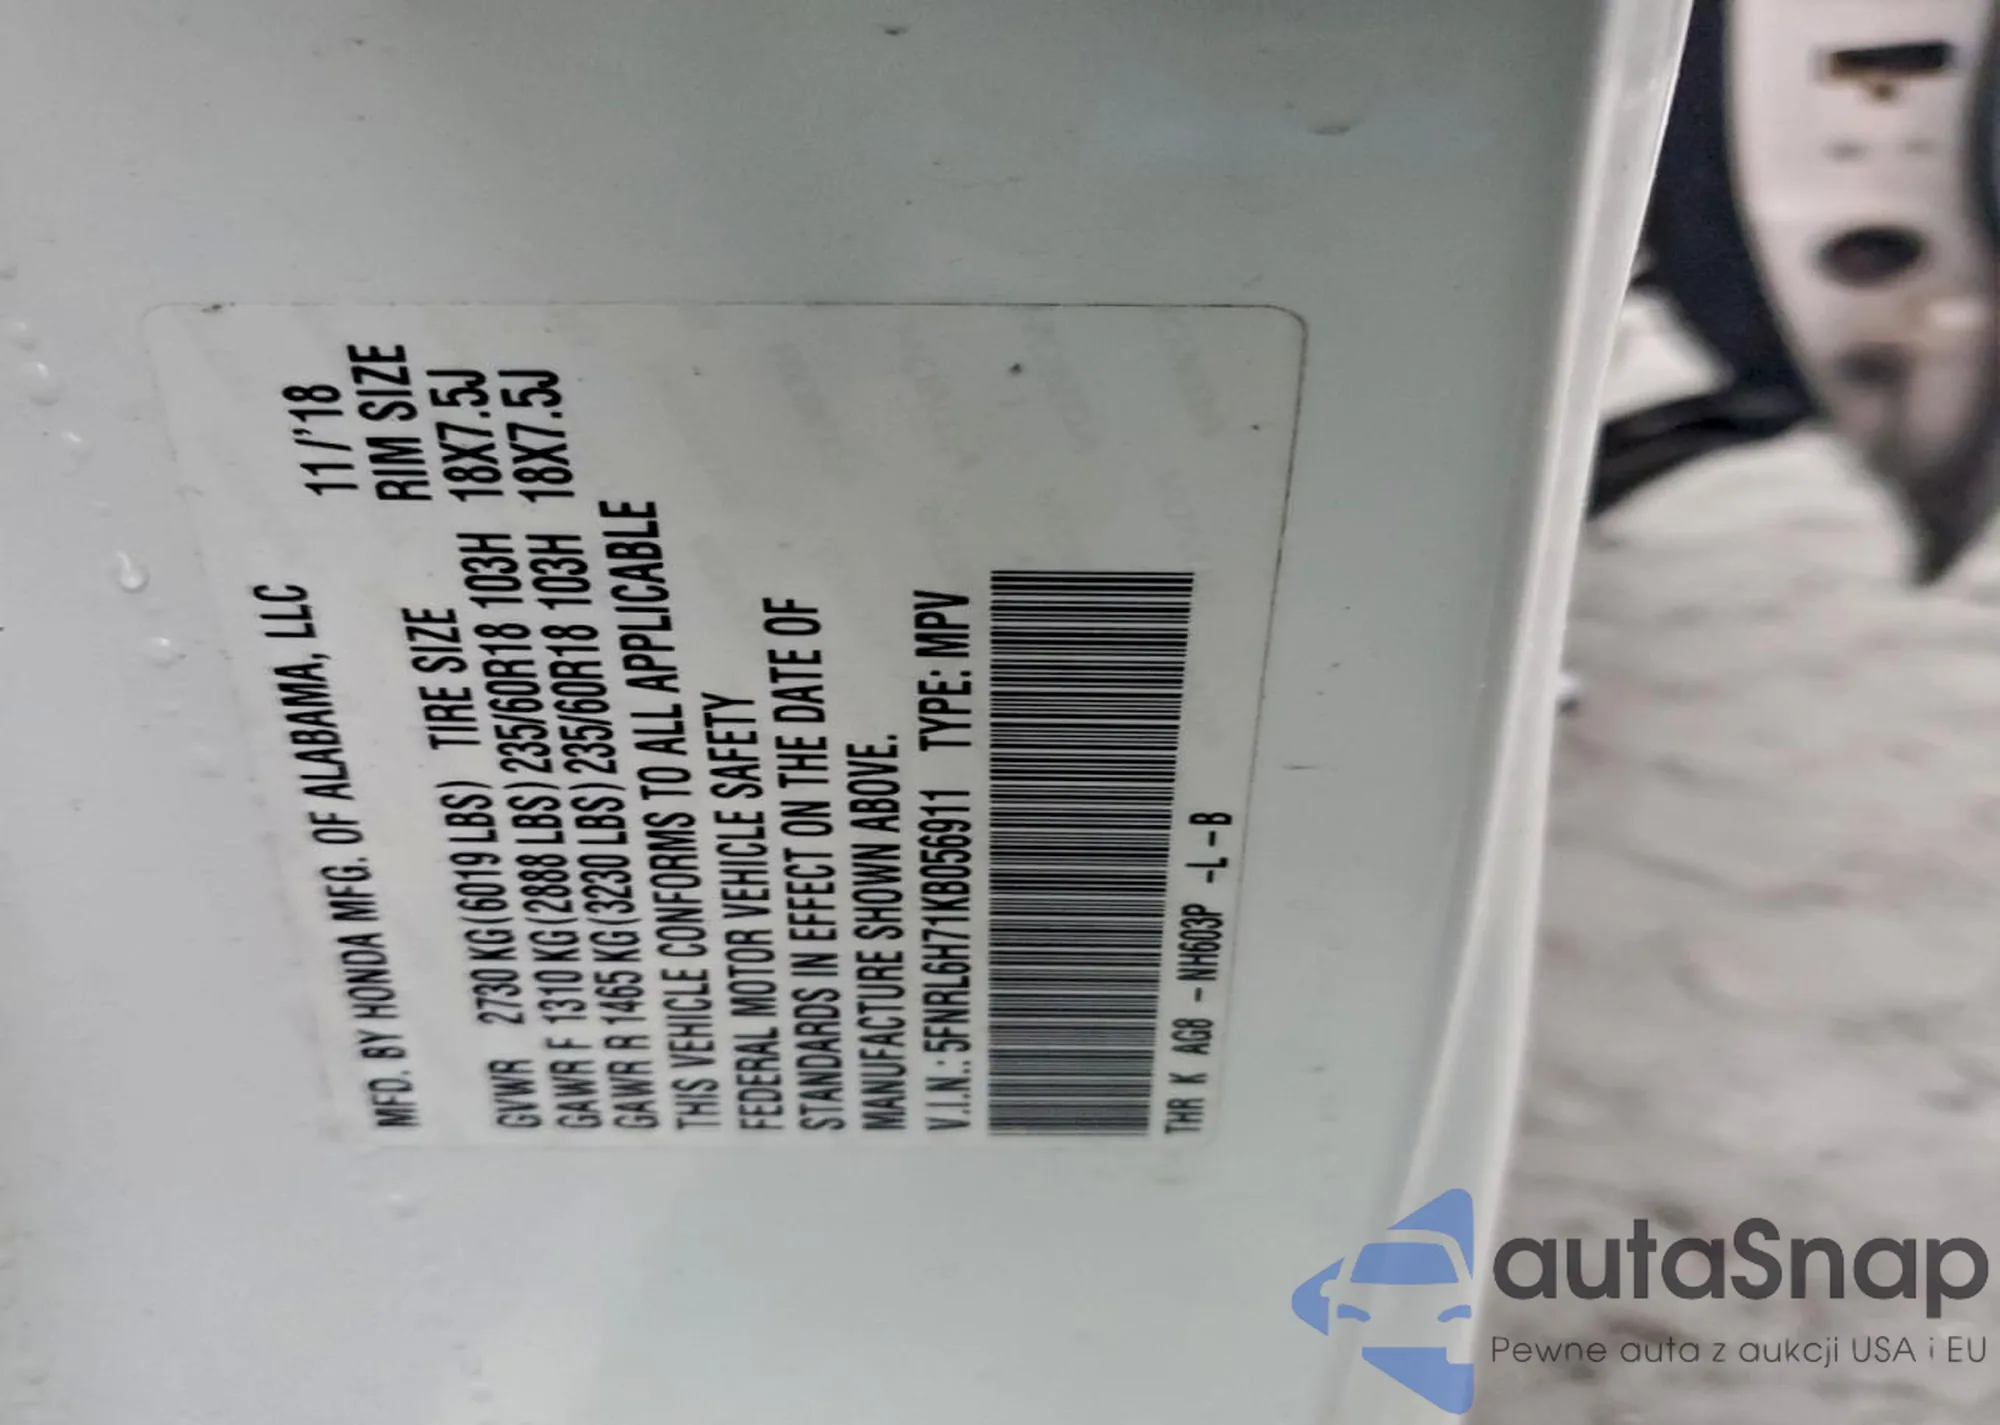 MFD. BY HONDA MFG. OF ALABAMA, LLC
11/'18
TIRE SIZE RIM SIZE
GVWR 2730 KG (6019 LBS)
GAWR F 1310 KG (2888 LBS) 235/60R18 103H 18X7.5J
GAWR R 1465 KG (3230 LBS) 235/60R18 103H 18X7.5J
THIS VEHICLE CONFORMS TO ALL APPLICABLE
FEDERAL MOTOR VEHICLE SAFETY
STANDARDS IN EFFECT ON THE DATE OF
MANUFACTURE SHOWN ABOVE.
V.I.N.: 5FNRL6H71KB056911 TYPE: MPV
THR K AG8 -NH603P -L-B
autaSnap
Pewne auta z aukcji USA i EU